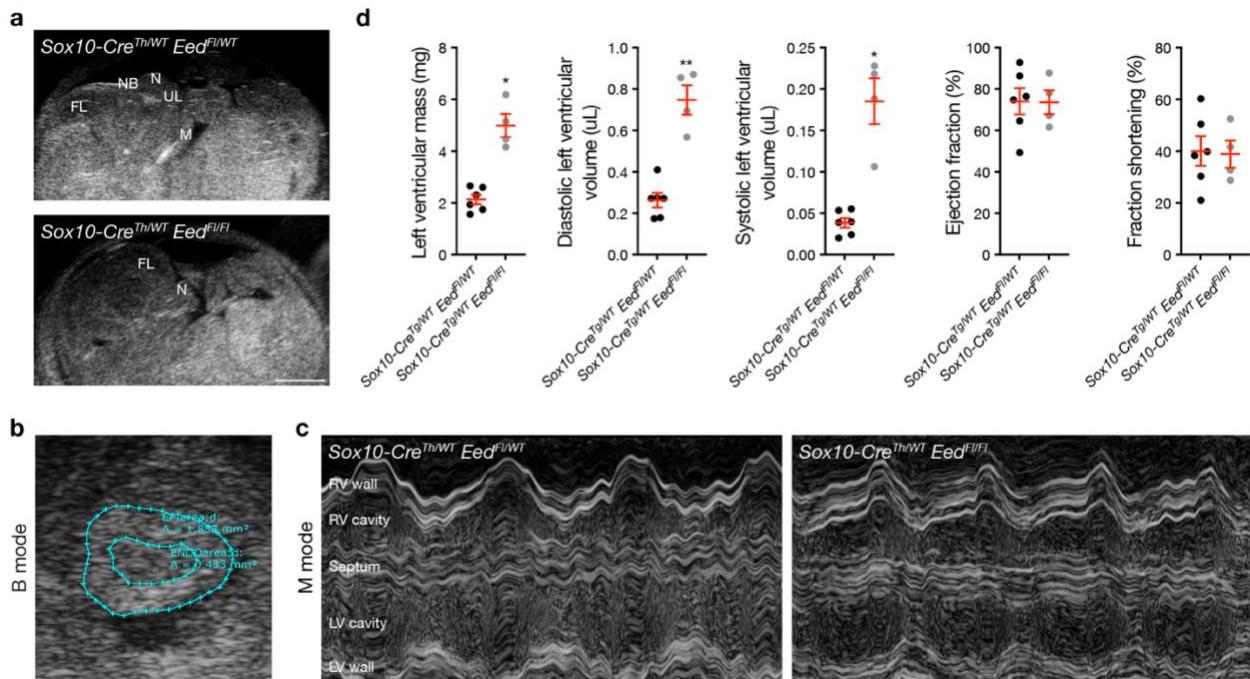 a
Sox10-Cre^Th/WT Eed^Fl/WT
N
NB
FL
UL
M
Sox10-Cre^Th/WT Eed^Fl/Fl
FL
N
b
B mode
EPIarea;d:
A = 1.857 mm²
ENDOarea;d:
A = 0.433 mm²
c
M mode
Sox10-Cre^Th/WT Eed^Fl/WT
RV wall
RV cavity
Septum
LV cavity
LV wall
Sox10-Cre^Th/WT Eed^Fl/Fl
d
Left ventricular mass (mg)
8
6
4
2
0
*
Sox10-Cre^Tg/WT Eed^Fl/WT
Sox10-Cre^Tg/WT Eed^Fl/Fl
Diastolic left ventricular
volume (uL)
1.0
0.8
0.6
0.4
0.2
0.0
**
Sox10-Cre^Tg/WT Eed^Fl/WT
Sox10-Cre^Tg/WT Eed^Fl/Fl
Systolic left ventricular
volume (uL)
0.25
0.20
0.15
0.10
0.05
0.00
*
Sox10-Cre^Tg/WT Eed^Fl/WT
Sox10-Cre^Tg/WT Eed^Fl/Fl
Ejection fraction (%)
100
80
60
40
20
0
Sox10-Cre^Tg/WT Eed^Fl/WT
Sox10-Cre^Tg/WT Eed^Fl/Fl
Fraction shortening (%)
80
60
40
20
0
Sox10-Cre^Tg/WT Eed^Fl/WT
Sox10-Cre^Tg/WT Eed^Fl/Fl